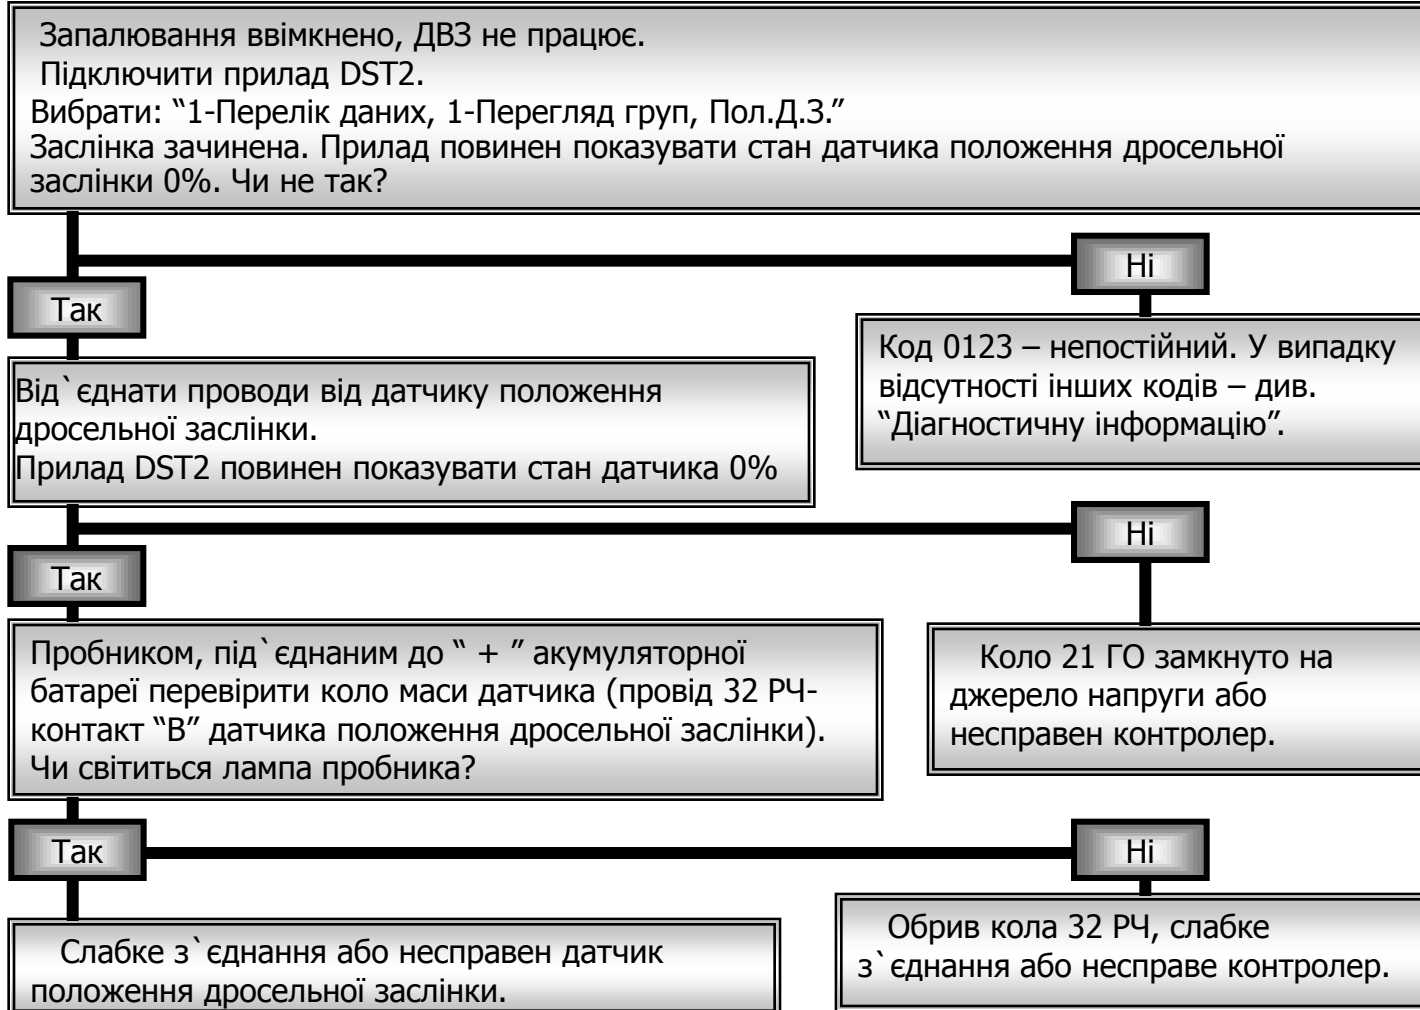 Запалювання ввімкнено, ДВЗ не працює.
Підключити прилад DST2.
Вибрати: “1-Перелік даних, 1-Перегляд груп, Пол.Д.З.”
Заслінка зачинена. Прилад повинен показувати стан датчика положення дросельної
заслінки 0%. Чи не так?
Ні
Так
Код 0123 – непостійний. У випадку
відсутності інших кодів – див.
“Діагностичну інформацію”.
Від`єднати проводи від датчику положення
дросельної заслінки.
Прилад DST2 повинен показувати стан датчика 0%
Ні
Так
Пробником, під`єднаним до “ + ” акумуляторної
батареї перевірити коло маси датчика (провід 32 РЧ-
контакт “В” датчика положення дросельної заслінки).
Чи світиться лампа пробника?
Коло 21 ГО замкнуто на
джерело напруги або
несправен контролер.
Так
Ні
Слабке з`єднання або несправен датчик
положення дросельної заслінки.
Обрив кола 32 РЧ, слабке
з`єднання або несправе контролер.